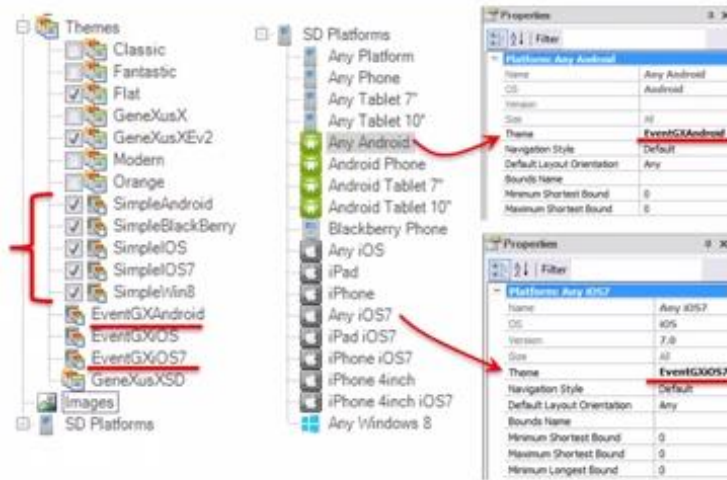 Themes
Classic
Fantastic
Flat
GeneXusX
GeneXusXEv2
Modern
Orange
SimpleAndroid
SimpleBlackBerry
SimpleIOS
SimpleIOS7
SimpleWin8
EventGXAndroid
EventGXiOS
EventGXiOS7
GeneXusXSD
Images
SD Platforms
SD Platforms
Any Platform
Any Phone
Any Tablet 7"
Any Tablet 10"
Any Android
Android Phone
Android Tablet 7"
Android Tablet 10"
Blackberry Phone
Any iOS
iPad
iPhone
Any iOS7
iPad iOS7
iPhone iOS7
iPhone 4inch
iPhone 4inch iOS7
Any Windows 8
Properties
Filter
Platform: Any Android
Name Any Android
OS Android
Version
Size All
Theme EventGXAndroid
Navigation Style Default
Default Layout Orientation Any
Bounds Name
Minimum Shortest Bound 0
Maximum Shortest Bound 0
Properties
Filter
Platform: Any iOS7
Name Any iOS7
OS iOS
Version 7.0
Size All
Theme EventGXiOS7
Navigation Style Default
Default Layout Orientation Any
Bounds Name
Minimum Shortest Bound 0
Maximum Shortest Bound 0
Minimum Longest Bound 0